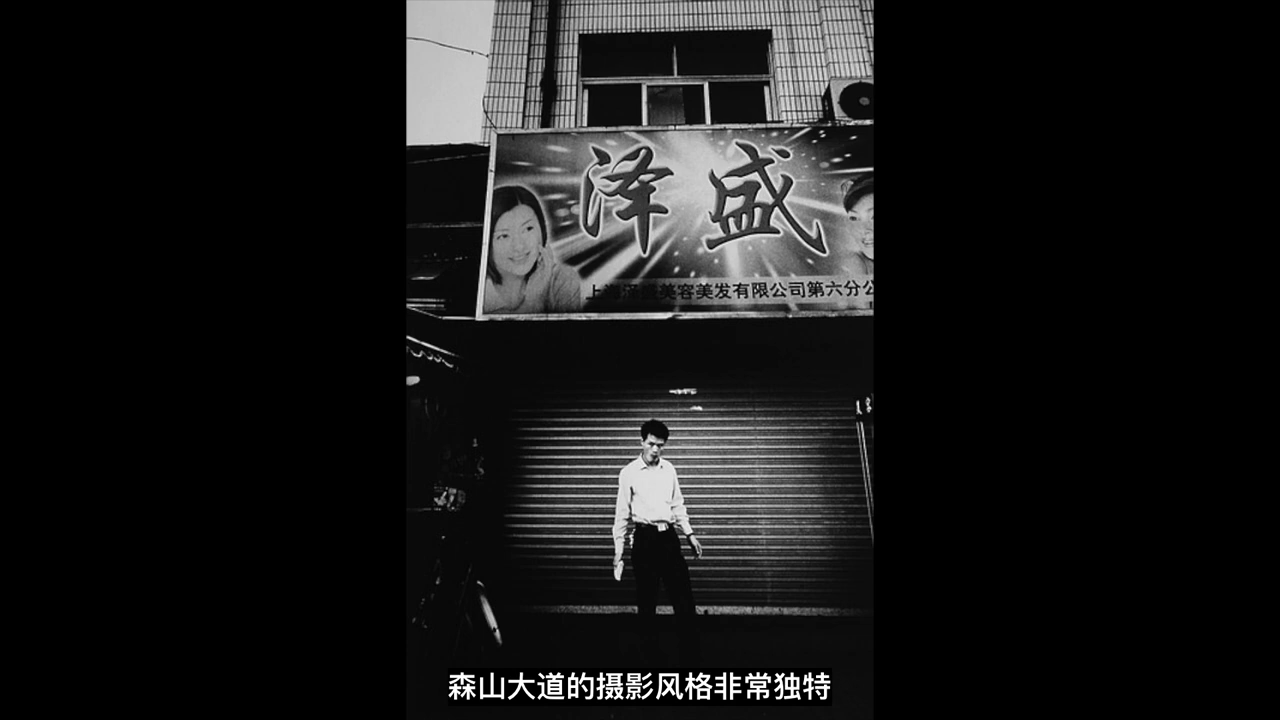 泽盛
上海泽盛美容美发有限公司第六分公
森山大道的摄影风格非常独特